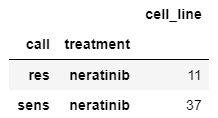 cell_line
call treatment
res neratinib 11
sens neratinib 37